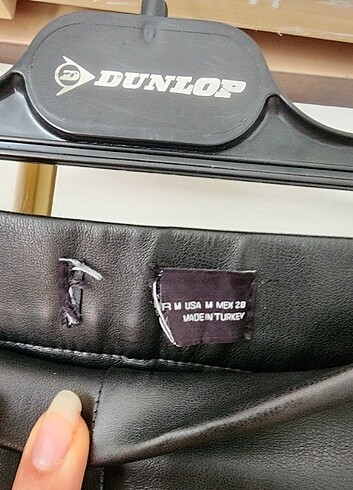 D DUNLOP
M USA M MEX 28
MADE IN TURKEY